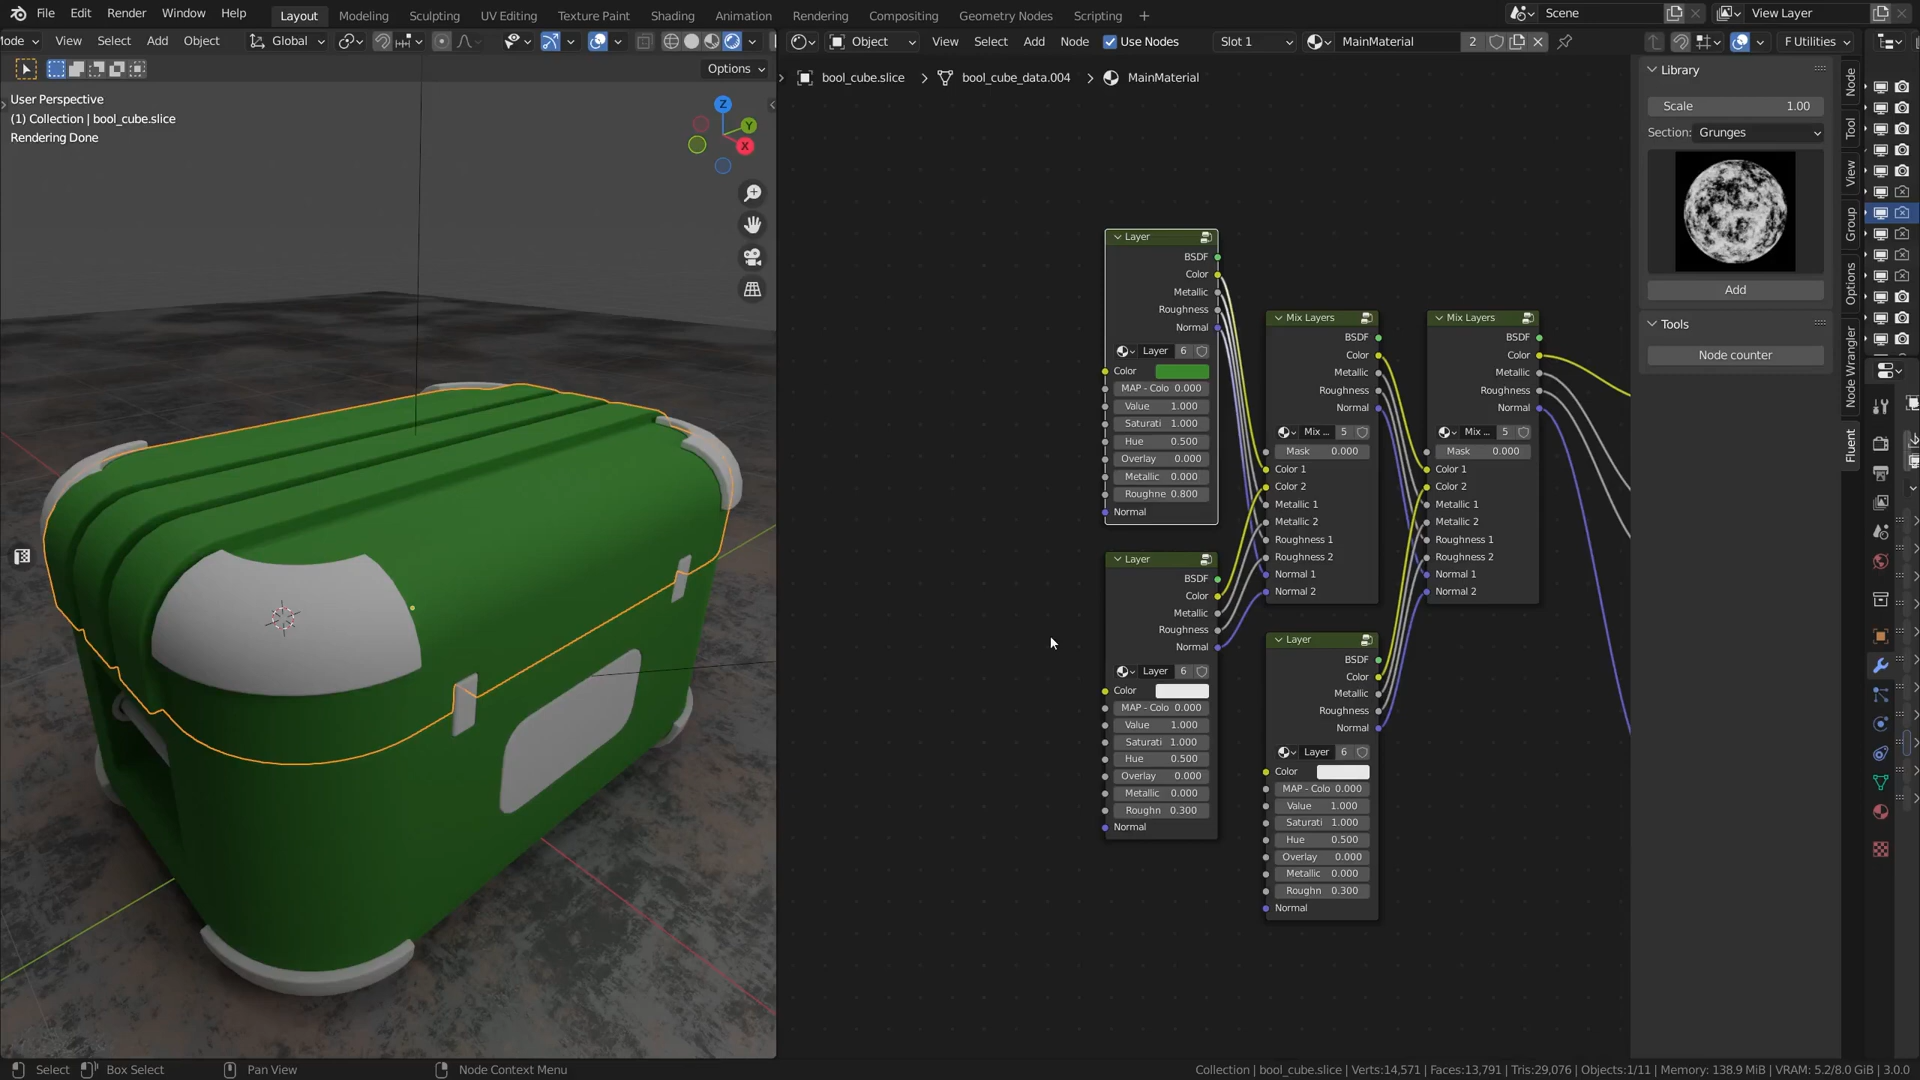 File Edit Render Window Help Layout Modeling Sculpting UV Editing Texture Paint Shading Animation Rendering Compositing Geometry Nodes Scripting + Scene View Layer
ode View Select Add Object Global Object View Select Add Node Use Nodes Slot 1 MainMaterial 2 F Utilities
Options
bool_cube.slice > bool_cube_data.004 > MainMaterial
User Perspective
(1) Collection | bool_cube.slice
Rendering Done
Z
Y
X
Layer
BSDF
Color
Metallic
Roughness
Normal
Layer 6
Color
MAP - Colo 0.000
Value 1.000
Saturati 1.000
Hue 0.500
Overlay 0.000
Metallic 0.000
Roughne 0.800
Normal
Layer
BSDF
Color
Metallic
Roughness
Normal
Layer 6
Color
MAP - Colo 0.000
Value 1.000
Saturati 1.000
Hue 0.500
Overlay 0.000
Metallic 0.000
Roughn 0.300
Normal
Mix Layers
BSDF
Color
Metallic
Roughness
Normal
Mix ... 5
Mask 0.000
Color 1
Color 2
Metallic 1
Metallic 2
Roughness 1
Roughness 2
Normal 1
Normal 2
Layer
BSDF
Color
Metallic
Roughness
Normal
Layer 6
Color
MAP - Colo 0.000
Value 1.000
Saturati 1.000
Hue 0.500
Overlay 0.000
Metallic 0.000
Roughn 0.300
Normal
Mix Layers
BSDF
Color
Metallic
Roughness
Normal
Mix ... 5
Mask 0.000
Color 1
Color 2
Metallic 1
Metallic 2
Roughness 1
Roughness 2
Normal 1
Normal 2
Library
Scale 1.00
Section: Grunges
Add
Tools
Node counter
Node
Tool
View
Group
Options
Node Wrangler
Fluent
Select Box Select Pan View Node Context Menu Collection | bool_cube.slice | Verts:14,571 | Faces:13,791 | Tris:29,076 | Objects:1/11 | Memory: 138.9 MiB | VRAM: 5.2/8.0 GiB | 3.0.0